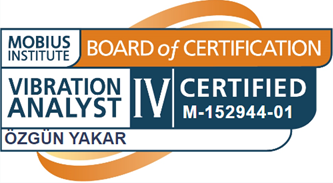 MOBIUS INSTITUTE BOARD of CERTIFICATION
VIBRATION ANALYST IV CERTIFIED
M-152944-01
ÖZGÜN YAKAR